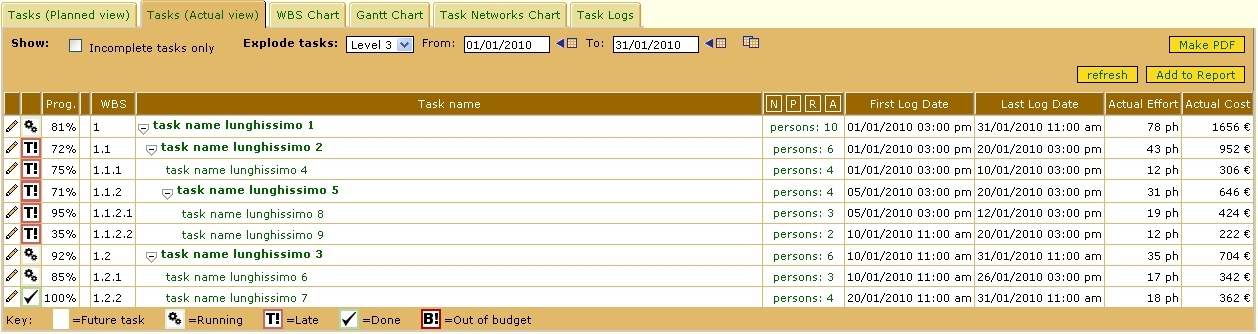 Tasks (Planned view) Tasks (Actual view) WBS Chart Gantt Chart Task Networks Chart Task Logs
Show: Incomplete tasks only Explode tasks: Level 3 From: 01/01/2010 To: 31/01/2010 Make PDF
refresh Add to Report
Prog. WBS Task name N P R A First Log Date Last Log Date Actual Effort Actual Cost
81% 1 task name lunghissimo 1 persons: 10 01/01/2010 03:00 pm 31/01/2010 11:00 am 78 ph 1656 €
T! 72% 1.1 task name lunghissimo 2 persons: 6 01/01/2010 03:00 pm 20/01/2010 03:00 pm 43 ph 952 €
T! 75% 1.1.1 task name lunghissimo 4 persons: 4 01/01/2010 03:00 pm 10/01/2010 03:00 pm 12 ph 306 €
T! 71% 1.1.2 task name lunghissimo 5 persons: 4 05/01/2010 03:00 pm 20/01/2010 03:00 pm 31 ph 646 €
T! 95% 1.1.2.1 task name lunghissimo 8 persons: 3 05/01/2010 03:00 pm 12/01/2010 03:00 pm 19 ph 424 €
T! 35% 1.1.2.2 task name lunghissimo 9 persons: 2 10/01/2010 11:00 am 20/01/2010 03:00 pm 12 ph 222 €
92% 1.2 task name lunghissimo 3 persons: 6 10/01/2010 11:00 am 31/01/2010 11:00 am 35 ph 704 €
85% 1.2.1 task name lunghissimo 6 persons: 3 10/01/2010 11:00 am 26/01/2010 03:00 pm 17 ph 342 €
100% 1.2.2 task name lunghissimo 7 persons: 4 20/01/2010 11:00 am 31/01/2010 11:00 am 18 ph 362 €
Key: =Future task =Running T! =Late =Done B! =Out of budget